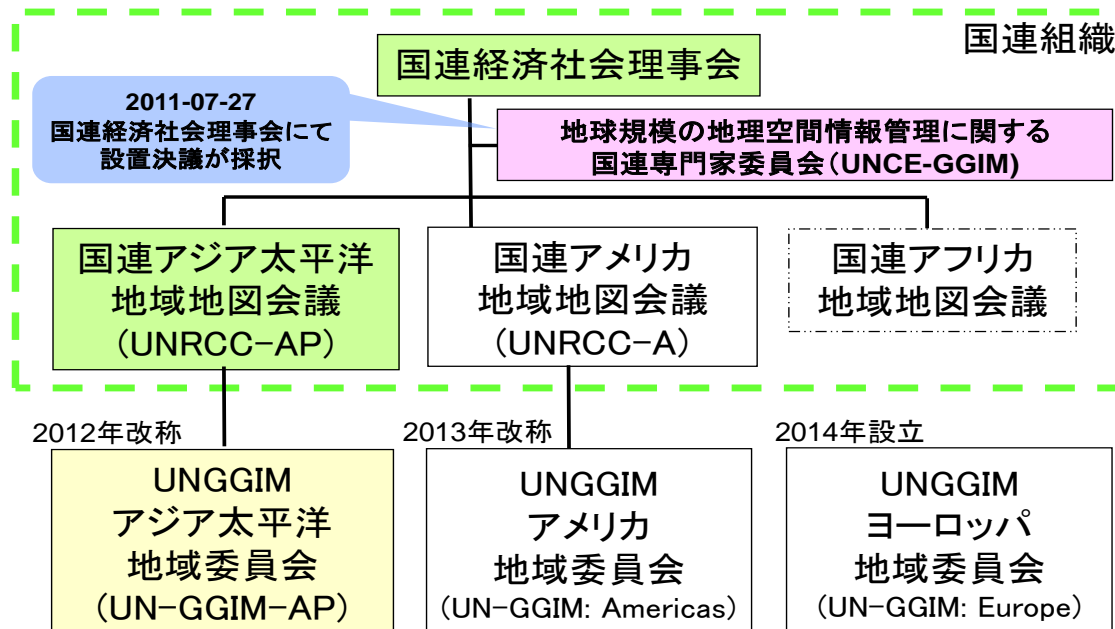 国連組織
国連経済社会理事会
2011-07-27
国連経済社会理事会にて
設置決議が採択
地球規模の地理空間情報管理に関する
国連専門家委員会(UNCE-GGIM)
国連アジア太平洋
地域地図会議
(UNRCC-AP)
国連アメリカ
地域地図会議
(UNRCC-A)
国連アフリカ
地域地図会議
2012年改称
UNGGIM
アジア太平洋
地域委員会
(UN-GGIM-AP)
2013年改称
UNGGIM
アメリカ
地域委員会
(UN-GGIM: Americas)
2014年設立
UNGGIM
ヨーロッパ
地域委員会
(UN-GGIM: Europe)